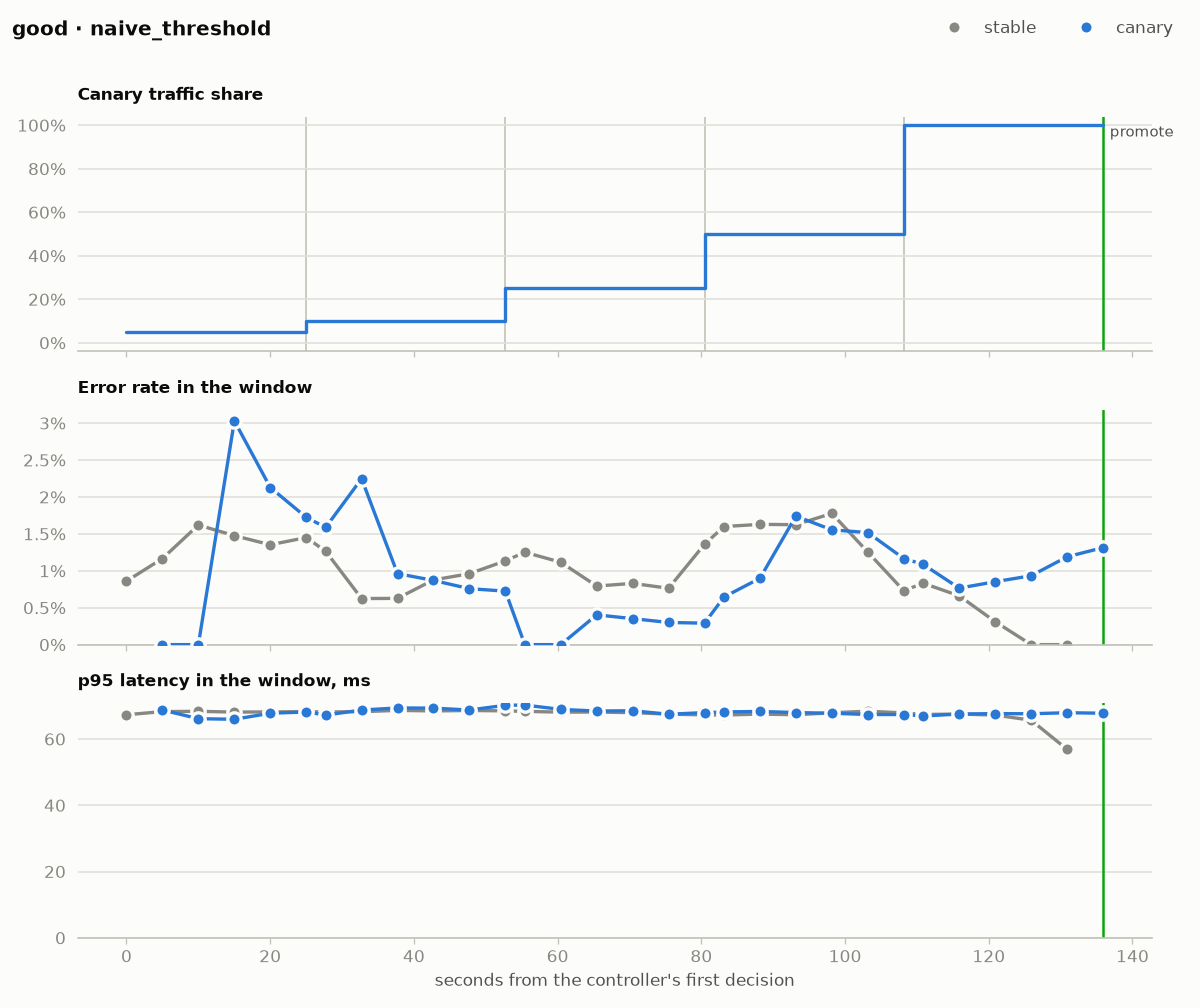 good · naive_threshold
stable
canary
Canary traffic share
100%
promote
80%
60%
40%
20%
0%
Error rate in the window
3%
2.5%
2%
1.5%
1%
0.5%
0%
p95 latency in the window, ms
60
40
20
0
0 20 40 60 80 100 120 140
seconds from the controller's first decision